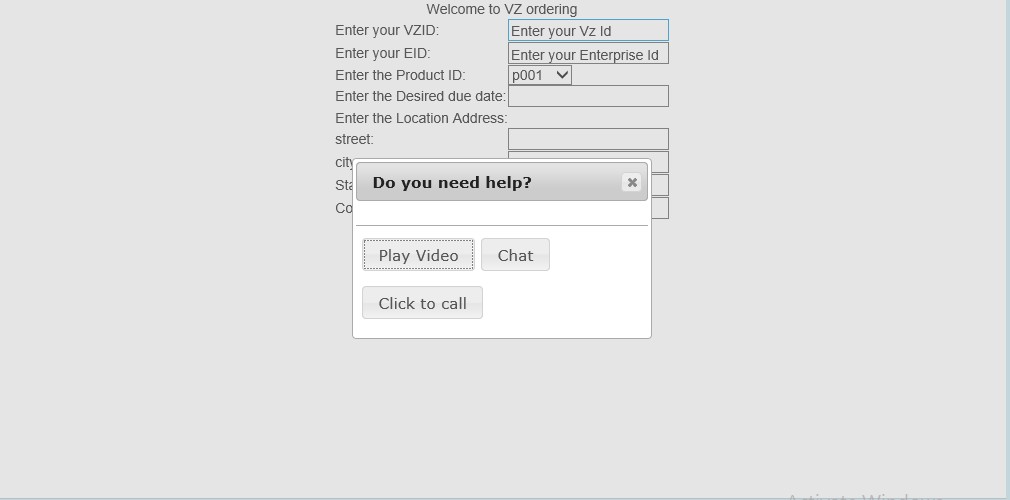 Welcome to VZ ordering
Enter your VZID: Enter your Vz Id
Enter your EID: Enter your Enterprise Id
Enter the Product ID: p001
Enter the Desired due date:
Enter the Location Address:
street:
city
Sta
Co
Do you need help?
Play Video Chat
Click to call